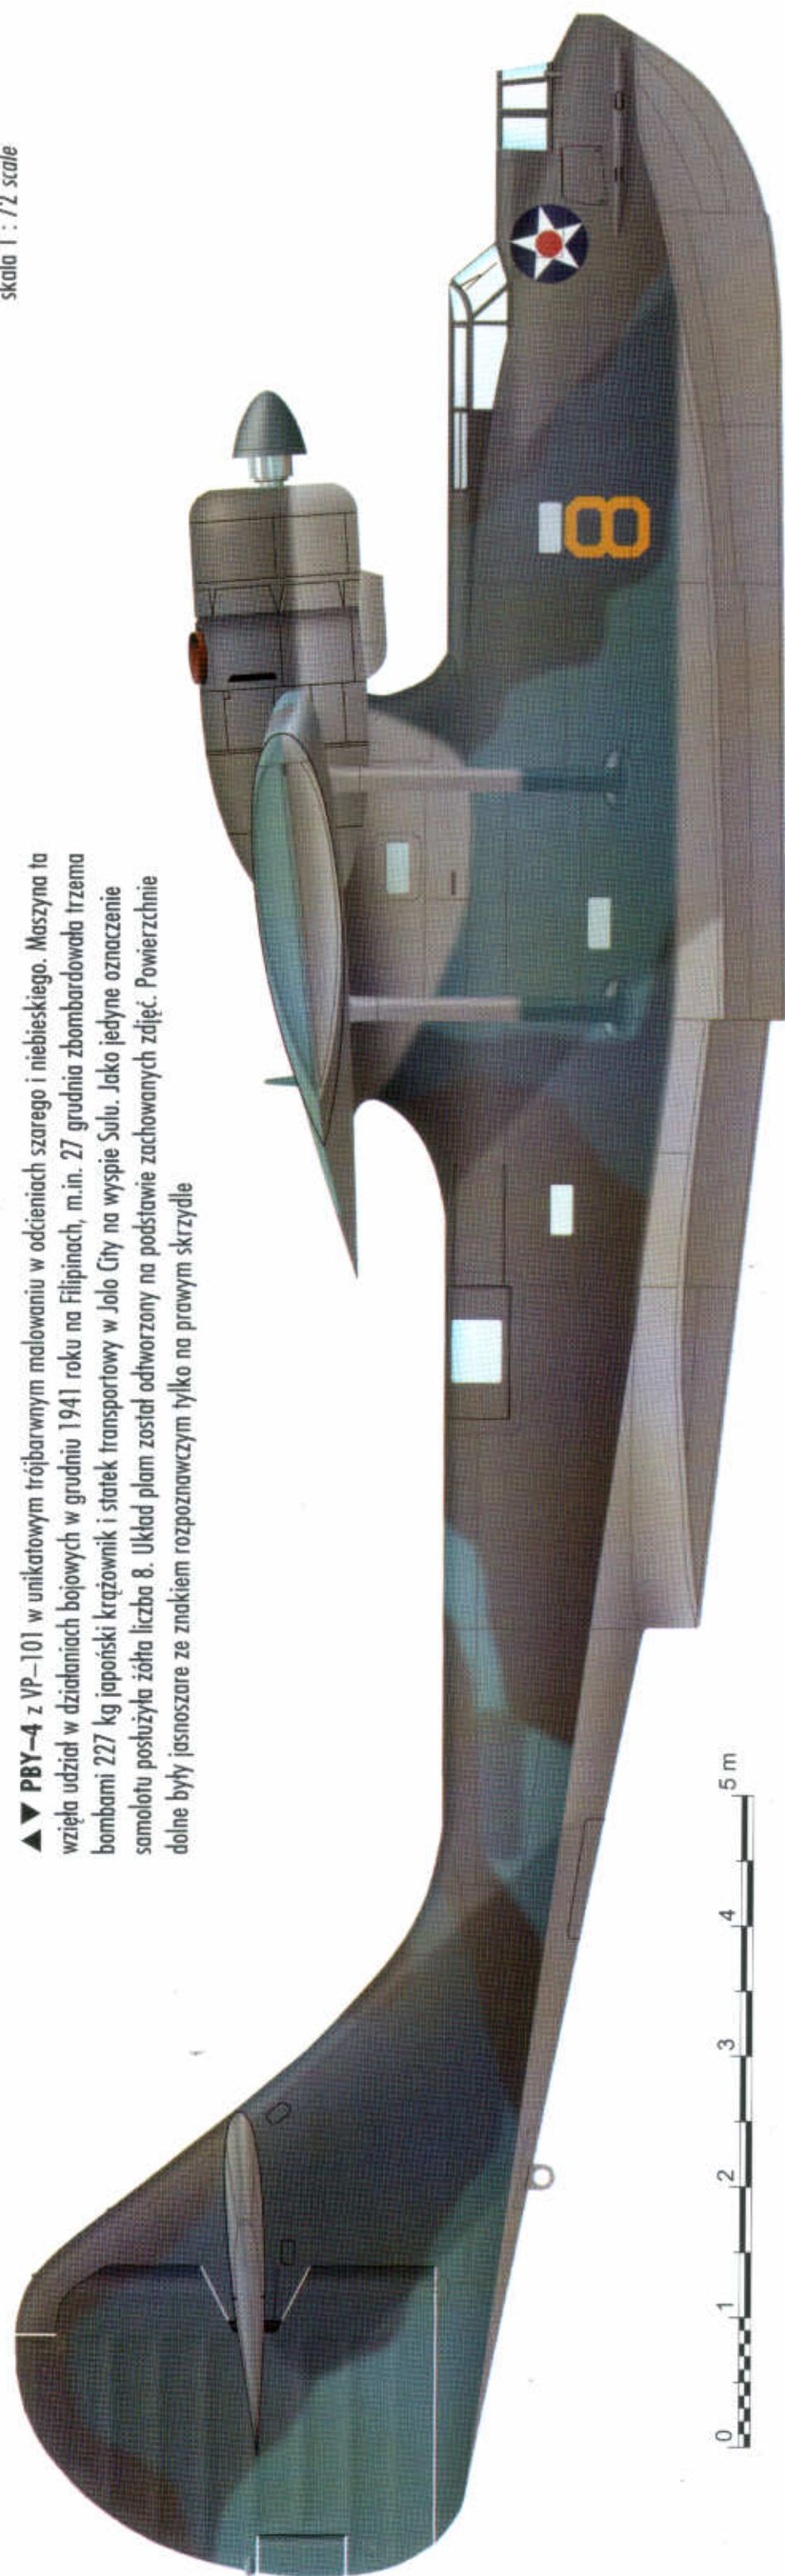 skala 1 : 72 scale
▲▼ PBY–4 z VP–101 w unikatowym trójbarwnym malowaniu w odcieniach szarego i niebieskiego. Maszyna ta
wzięła udział w działaniach bojowych w grudniu 1941 roku na Filipinach, m.in. 27 grudnia zbombardowała trzema
bombami 227 kg japoński krążownik i statek transportowy w Jolo City na wyspie Sulu. Jako jedyne oznaczenie
samolotu posłużyła żółta liczba 8. Układ plam został odtworzony na podstawie zachowanych zdjęć. Powierzchnie
dolne były jasnoszare ze znakiem rozpoznawczym tylko na prawym skrzydle
8
0 1 2 3 4 5 m